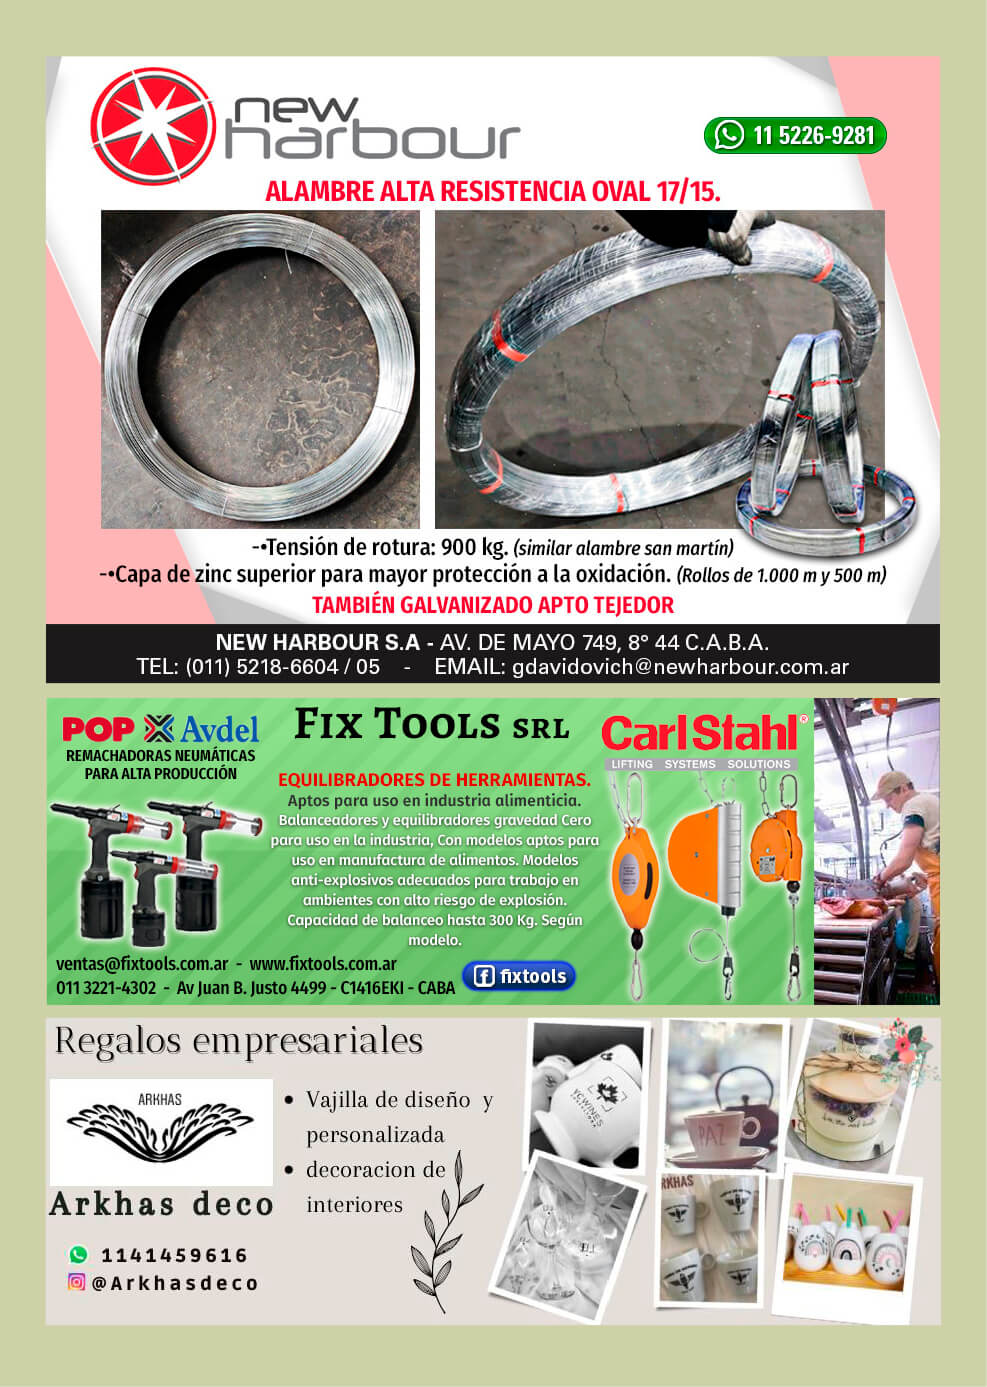 new
harbour
11 5226-9281
ALAMBRE ALTA RESISTENCIA OVAL 17/15.
-•Tensión de rotura: 900 kg. (similar alambre san martín)
-•Capa de zinc superior para mayor protección a la oxidación. (Rollos de 1.000 m y 500 m)
TAMBIÉN GALVANIZADO APTO TEJEDOR
NEW HARBOUR S.A - AV. DE MAYO 749, 8° 44 C.A.B.A.
TEL: (011) 5218-6604 / 05 - EMAIL: gdavidovich@newharbour.com.ar
POP Avdel
REMACHADORAS NEUMÁTICAS
PARA ALTA PRODUCCIÓN
FIX TOOLS SRL
EQUILIBRADORES DE HERRAMIENTAS.
Aptos para uso en industria alimenticia.
Balanceadores y equilibradores gravedad Cero
para uso en la industria, Con modelos aptos para
uso en manufactura de alimentos. Modelos
anti-explosivos adecuados para trabajo en
ambientes con alto riesgo de explosión.
Capacidad de balanceo hasta 300 Kg. Según
modelo.
CarlStahl®
LIFTING SYSTEMS SOLUTIONS
ventas@fixtools.com.ar - www.fixtools.com.ar
011 3221-4302 - Av Juan B. Justo 4499 - C1416EKI - CABA
f fixtools
Regalos empresariales
ARKHAS
Arkhas deco
1141459616
@Arkhasdeco
• Vajilla de diseño y
personalizada
• decoracion de
interiores
YCWINES
PAZ
ARKHAS